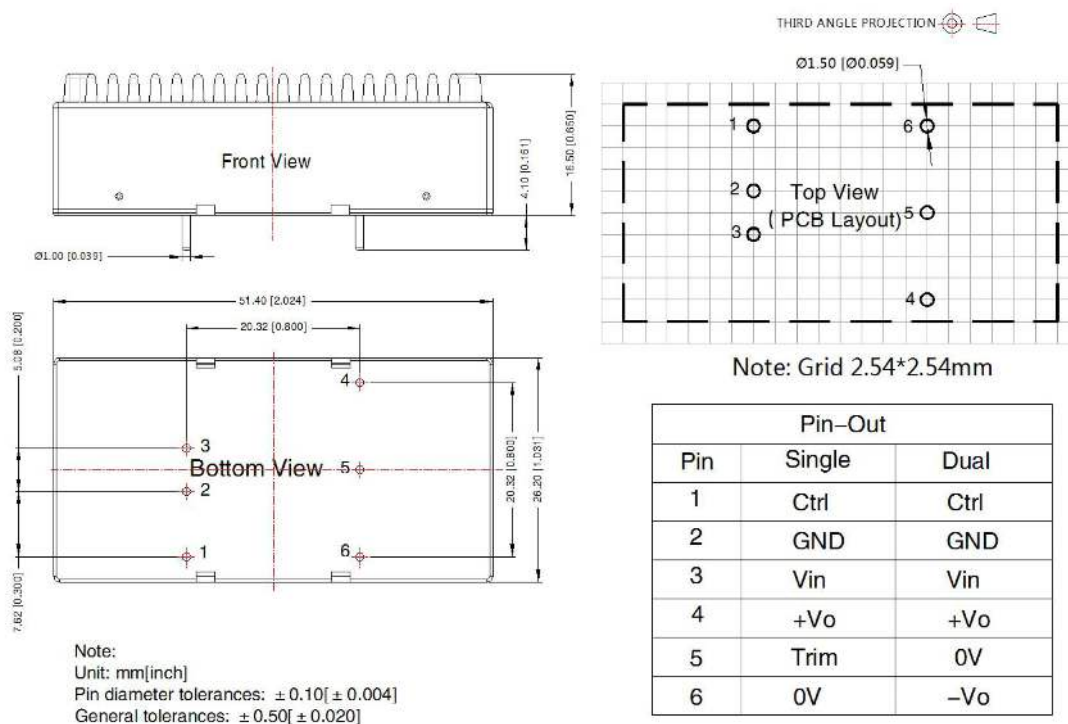 THIRD ANGLE PROJECTION
Front View
16.50 [0.650]
4.10 [0.161]
Ø1.00 [0.039]
Ø1.50 [Ø0.059]
1
6
2
Top View
5
( PCB Layout)
3
4
Note: Grid 2.54*2.54mm
51.40 [2.024]
20.32 [0.800]
5.08 [0.200]
4
3
Bottom View
5
2
1
6
20.32 [0.800]
26.20 [1.031]
7.62 [0.300]
Note:
Unit: mm[inch]
Pin diameter tolerances: ±0.10[±0.004]
General tolerances: ±0.50[±0.020]
Pin–Out
Pin Single Dual
1 Ctrl Ctrl
2 GND GND
3 Vin Vin
4 +Vo +Vo
5 Trim 0V
6 0V –Vo